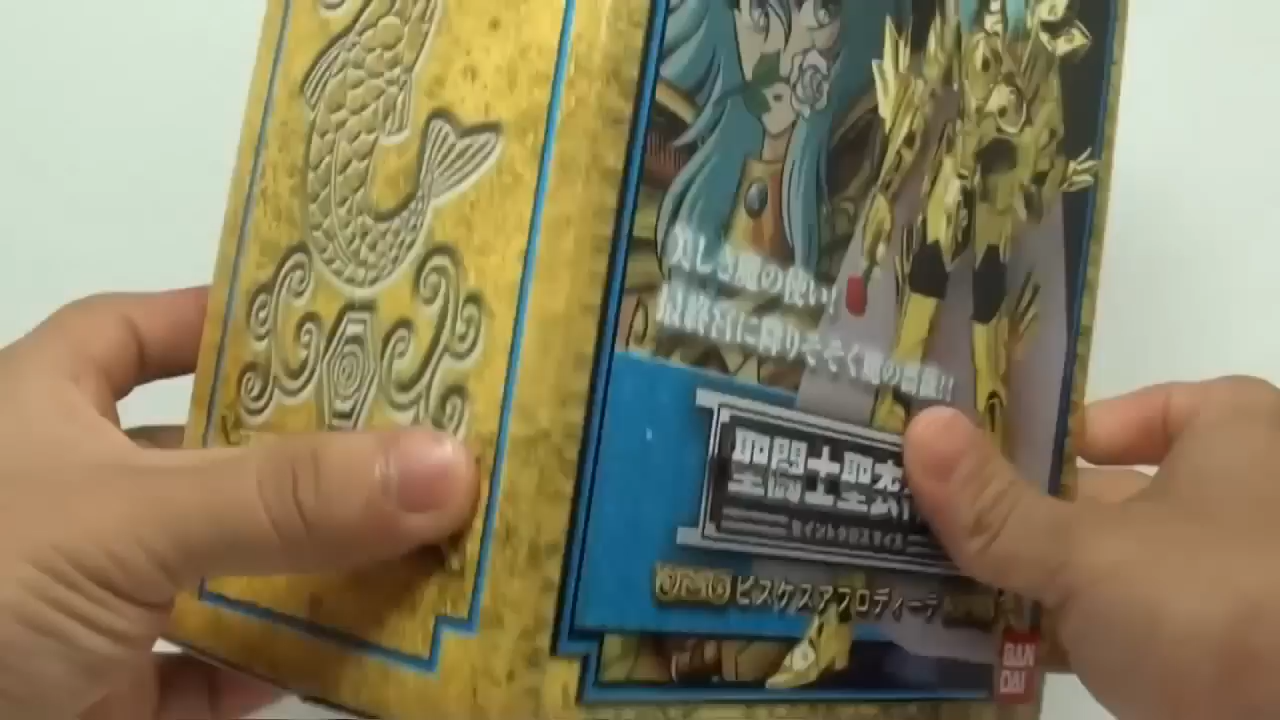 美しき魔の使い!
最終宮に降りそそぐ魔の薔薇!!
聖闘士聖衣
セイントクロスマイス
ピスケスアフロディーテ
BAN
DAI